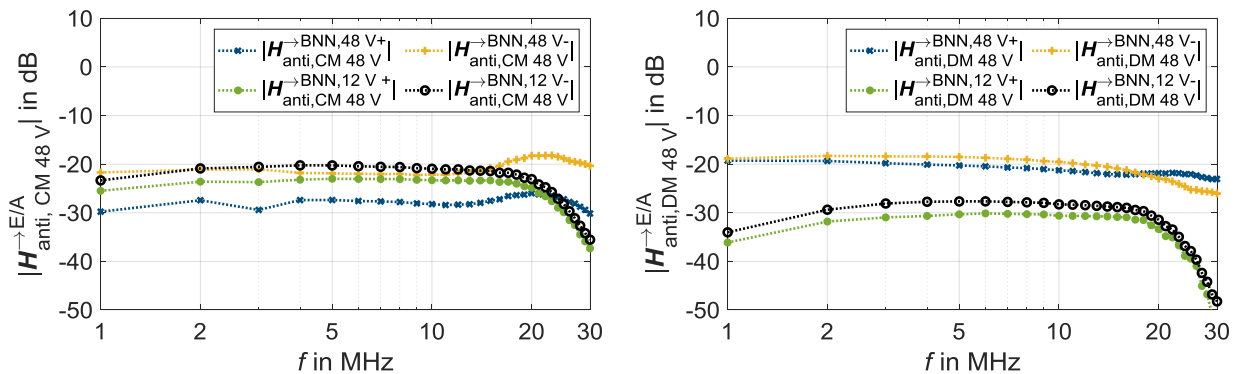 |H→E/A anti, CM 48 V| in dB
10
0
-10
-20
-30
-40
-50
1 2 5 10 20 30
f in MHz
|H→BNN,48 V+ anti,CM 48 V| |H→BNN,48 V- anti,CM 48 V|
|H→BNN,12 V + anti,CM 48 V| |H→BNN,12 V- anti,CM 48 V|
|H→E/A anti,DM 48 V| in dB
10
0
-10
-20
-30
-40
-50
1 2 5 10 20 30
f in MHz
|H→BNN,48 V+ anti,DM 48 V| |H→BNN,48 V- anti,DM 48 V|
|H→BNN,12 V+ anti,DM 48 V| |H→BNN,12 V- anti,DM 48 V|